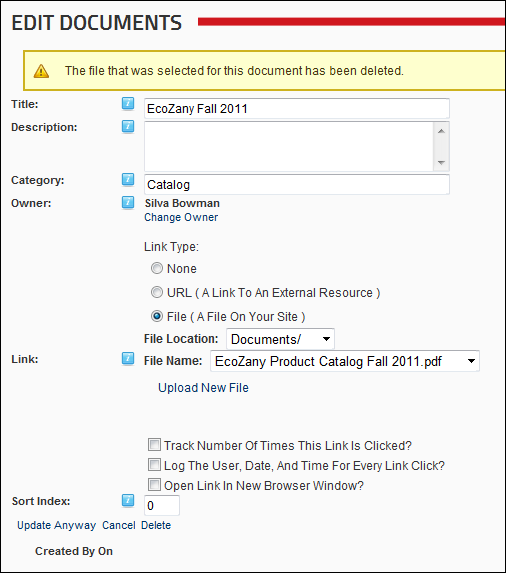 EDIT DOCUMENTS
The file that was selected for this document has been deleted.
Title: EcoZany Fall 2011
Description:
Category: Catalog
Owner: Silva Bowman
Change Owner
Link Type:
None
URL ( A Link To An External Resource )
File ( A File On Your Site )
File Location: Documents/
Link: File Name: EcoZany Product Catalog Fall 2011.pdf
Upload New File
Track Number Of Times This Link Is Clicked?
Log The User, Date, And Time For Every Link Click?
Open Link In New Browser Window?
Sort Index: 0
Update Anyway Cancel Delete
Created By On